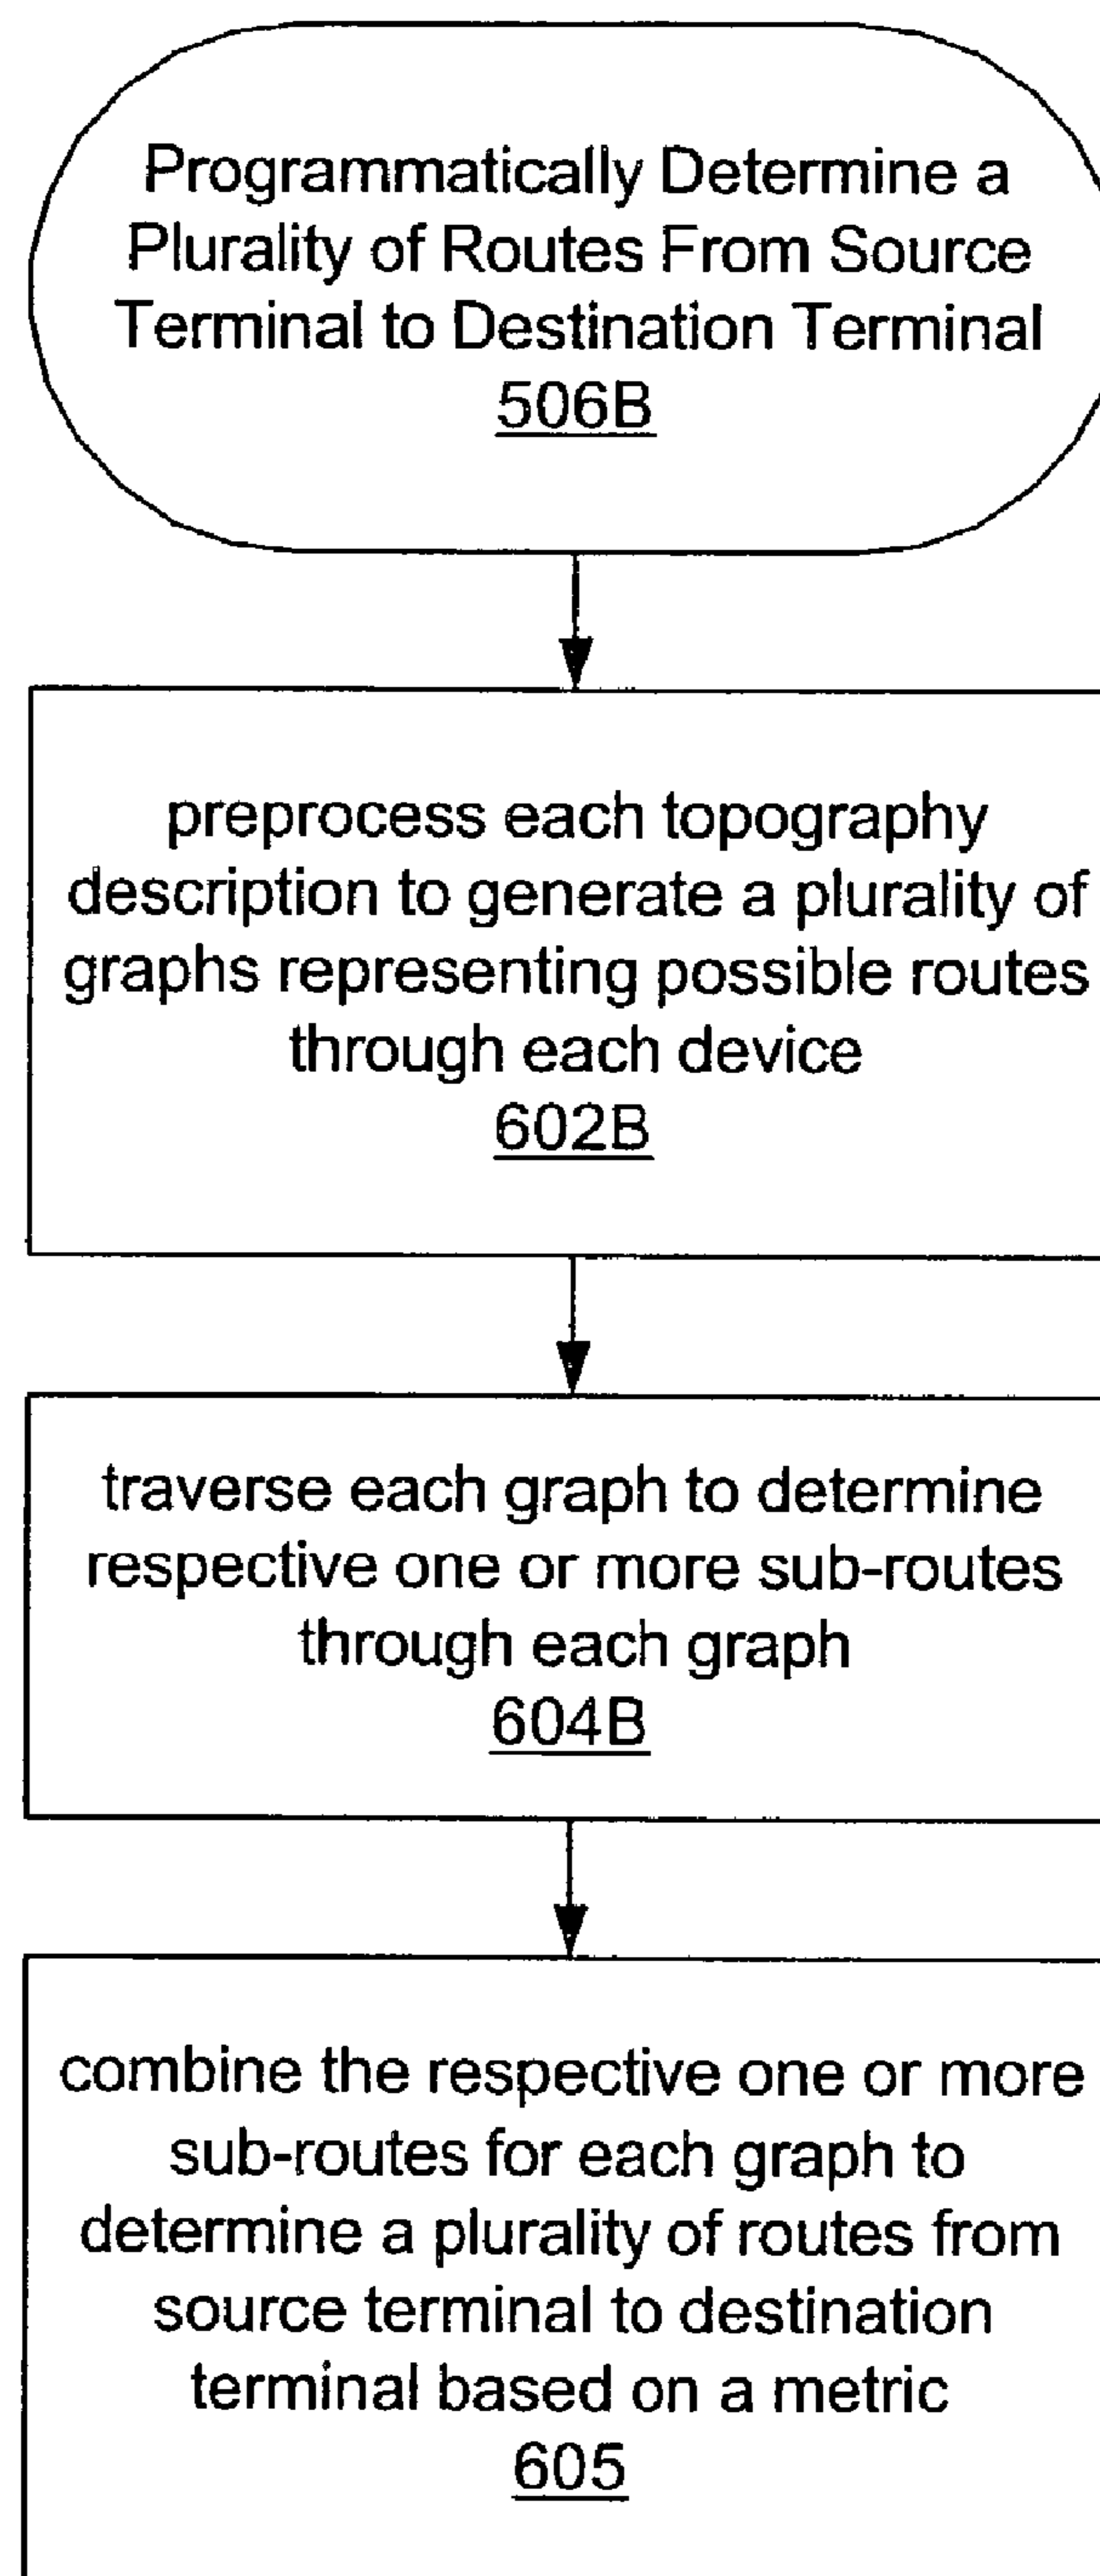 Programmatically Determine a
Plurality of Routes From Source
Terminal to Destination Terminal
506B
preprocess each topography
description to generate a plurality of
graphs representing possible routes
through each device
602B
traverse each graph to determine
respective one or more sub-routes
through each graph
604B
combine the respective one or more
sub-routes for each graph to
determine a plurality of routes from
source terminal to destination
terminal based on a metric
605